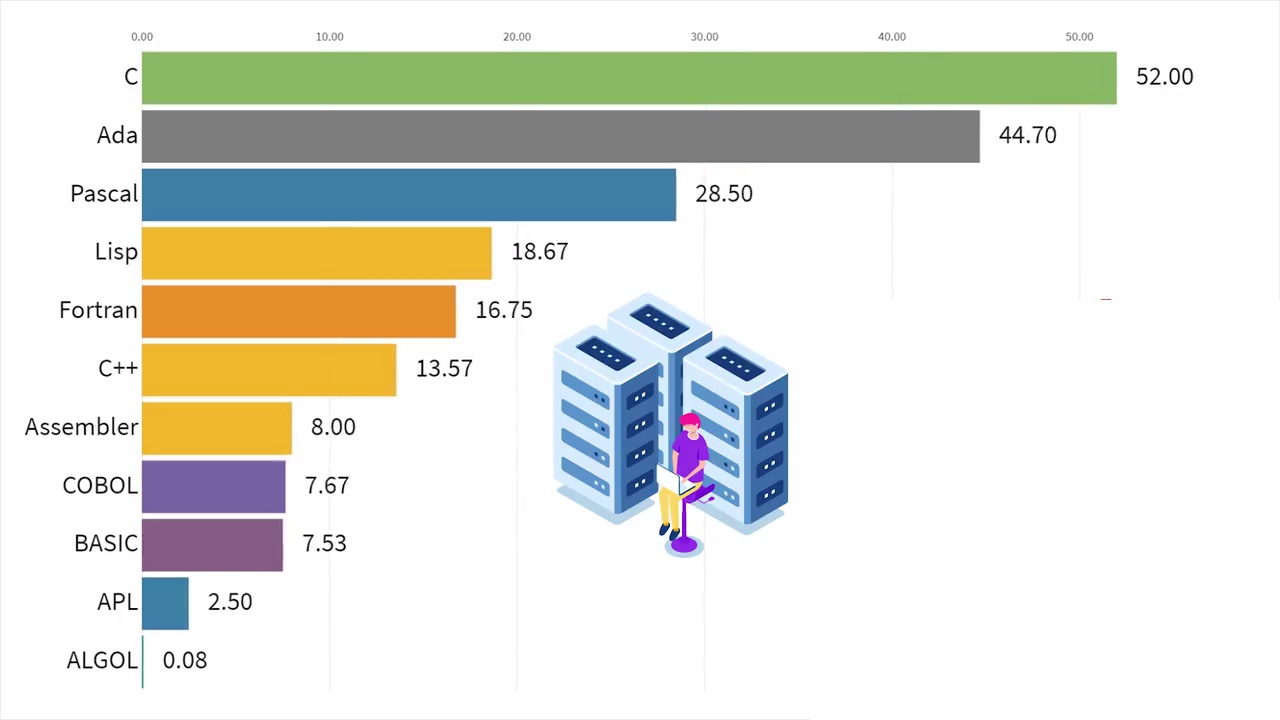 0.00 10.00 20.00 30.00 40.00 50.00
C 52.00
Ada 44.70
Pascal 28.50
Lisp 18.67
Fortran 16.75
C++ 13.57
Assembler 8.00
COBOL 7.67
BASIC 7.53
APL 2.50
ALGOL 0.08